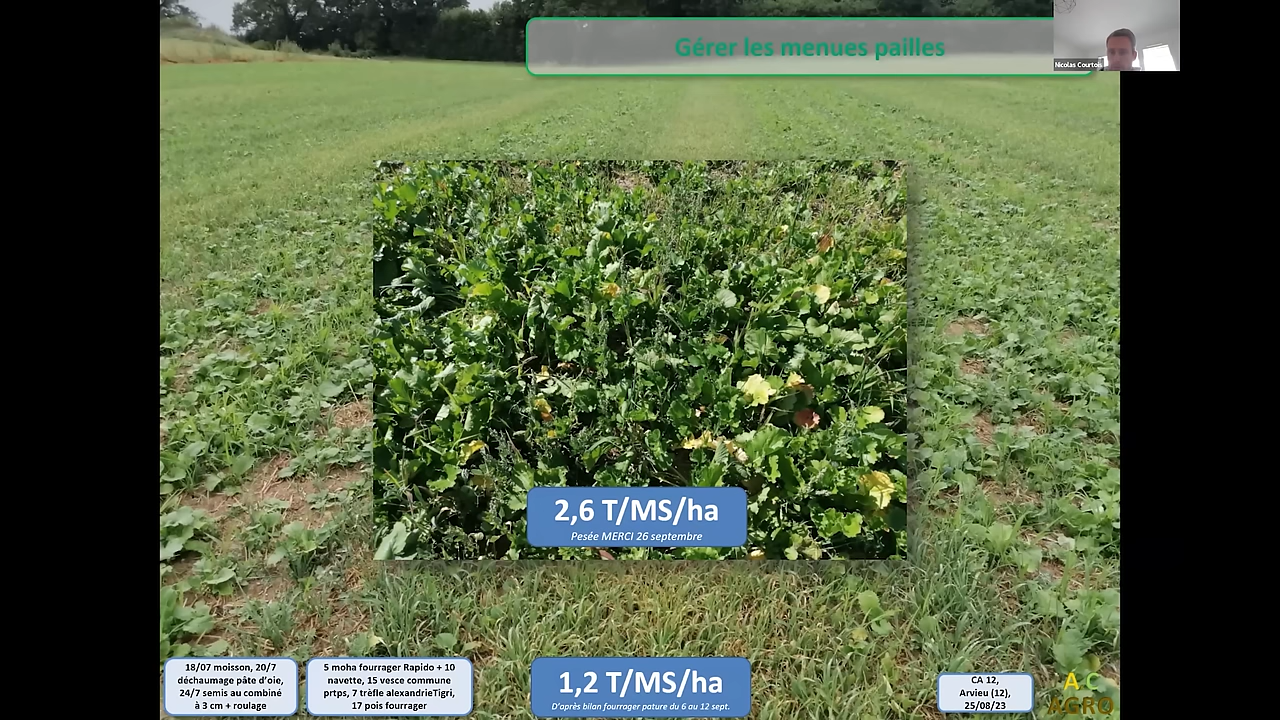 Gérer les menues pailles
Nicolas Courtois
2,6 T/MS/ha
Pesée MERCI 26 septembre
18/07 moisson, 20/7
déchaumage pâte d'oie,
24/7 semis au combiné
à 3 cm + roulage
5 moha fourrager Rapido + 10
navette, 15 vesce commune
prtps, 7 trèfle alexandrieTigri,
17 pois fourrager
1,2 T/MS/ha
D'après bilan fourrager pature du 6 au 12 sept.
CA 12,
Arvieu (12),
25/08/23
A C
AGRO